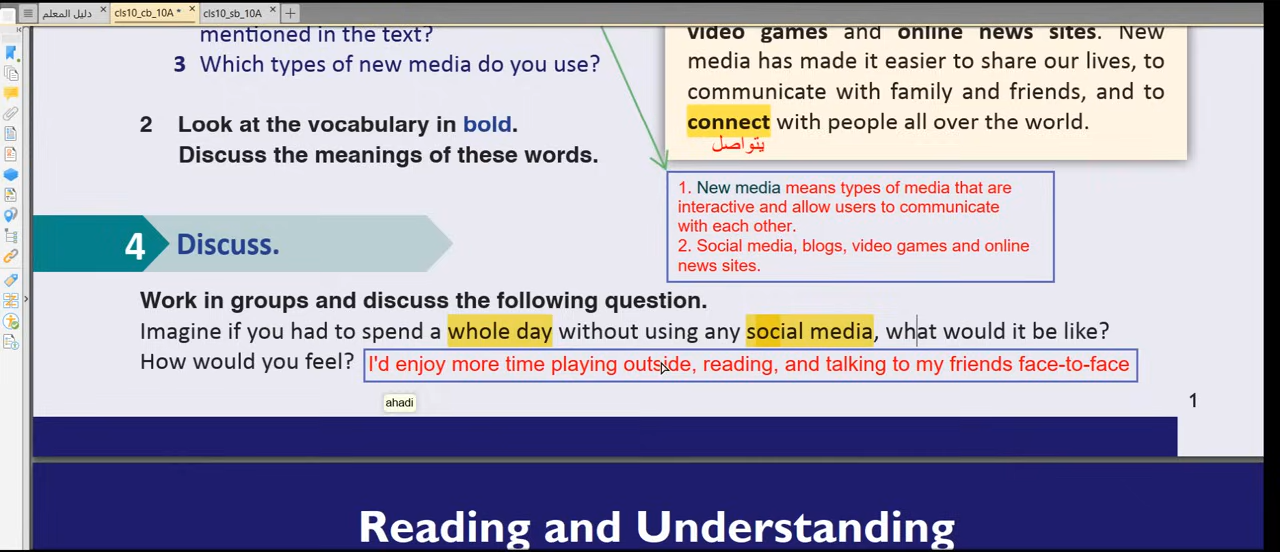 دليل المعلم
cls10_cb_10A *
cls10_sb_10A
mentioned in the text?
3 Which types of new media do you use?
2 Look at the vocabulary in bold.
Discuss the meanings of these words.
video games and online news sites. New
media has made it easier to share our lives, to
communicate with family and friends, and to
connect with people all over the world.
يتواصل
1. New media means types of media that are
interactive and allow users to communicate
with each other.
2. Social media, blogs, video games and online
news sites.
4 Discuss.
Work in groups and discuss the following question.
Imagine if you had to spend a whole day without using any social media, what would it be like?
How would you feel?
I'd enjoy more time playing outside, reading, and talking to my friends face-to-face
ahadi
1
Reading and Understanding